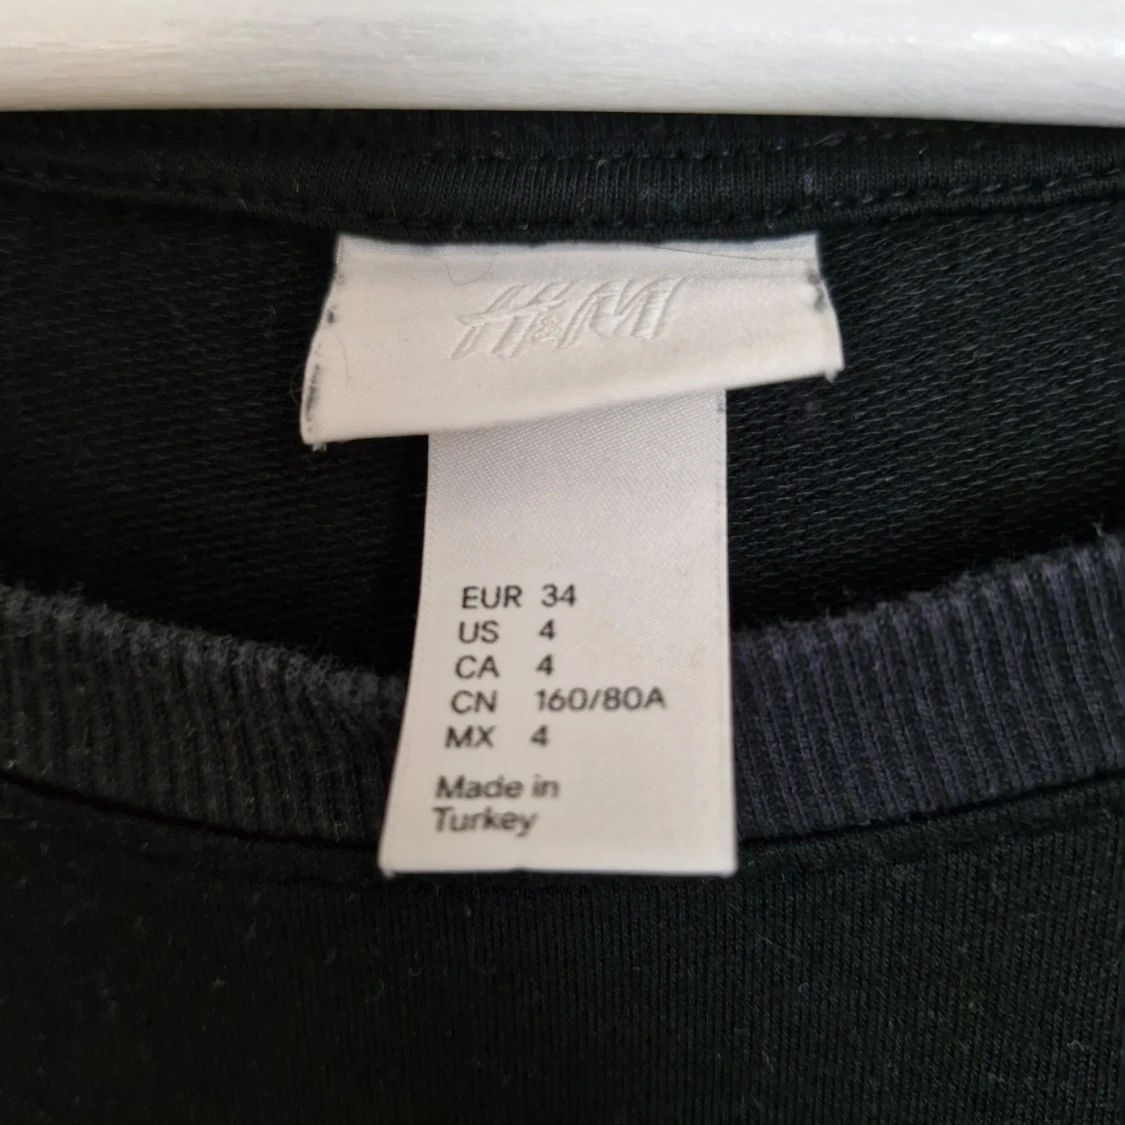 H&M
EUR 34
US 4
CA 4
CN 160/80A
MX 4
Made in
Turkey